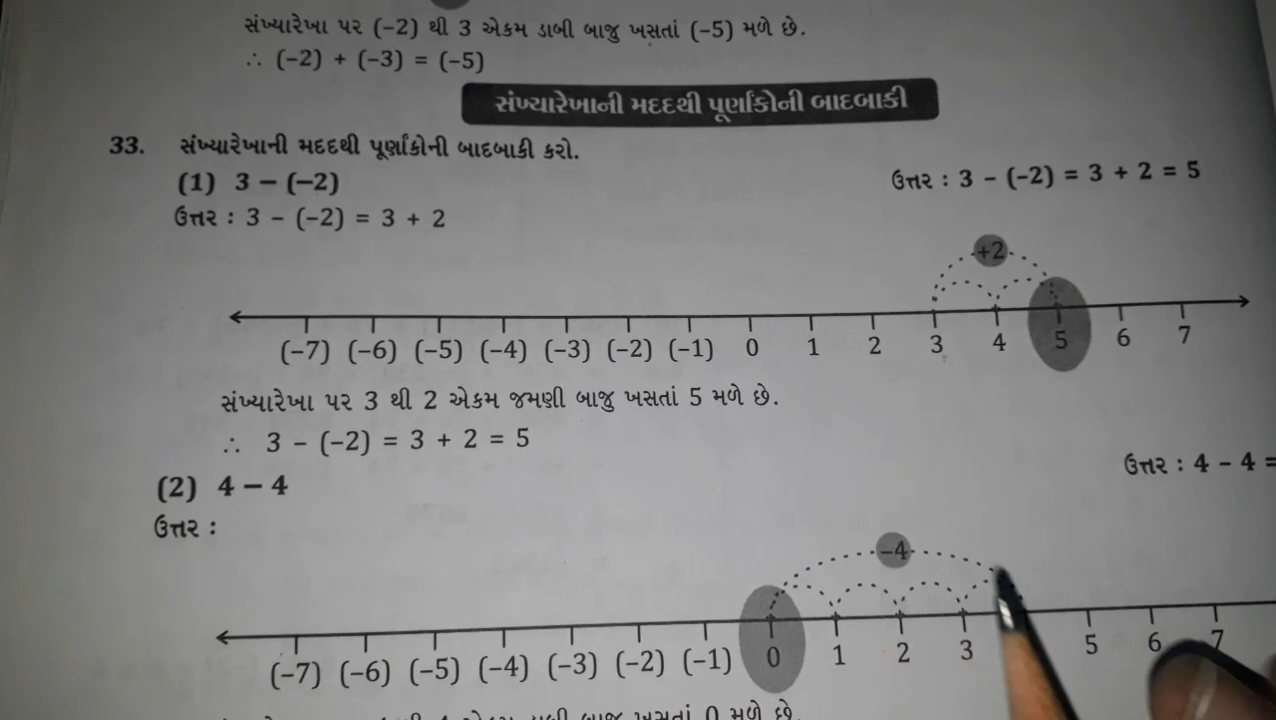 સંખ્યારેખા પર (−2) થી 3 એકમ ડાબી બાજુ ખસતાં (−5) મળે છે.
∴ (−2) + (−3) = (−5)
સંખ્યારેખાની મદદથી પૂર્ણાંકોની બાદબાકી
33. સંખ્યારેખાની મદદથી પૂર્ણાંકોની બાદબાકી કરો.
(1) 3 − (−2)
ઉત્તર : 3 − (−2) = 3 + 2 = 5
ઉત્તર : 3 − (−2) = 3 + 2
+2
(−7) (−6) (−5) (−4) (−3) (−2) (−1) 0 1 2 3 4 5 6 7
સંખ્યારેખા પર 3 થી 2 એકમ જમણી બાજુ ખસતાં 5 મળે છે.
∴ 3 − (−2) = 3 + 2 = 5
ઉત્તર : 4 − 4 =
(2) 4 − 4
ઉત્તર :
−4
(−7) (−6) (−5) (−4) (−3) (−2) (−1) 0 1 2 3 5 6 7
એકમ ડાબી બાજુ ખસતાં 0 મળે છે.